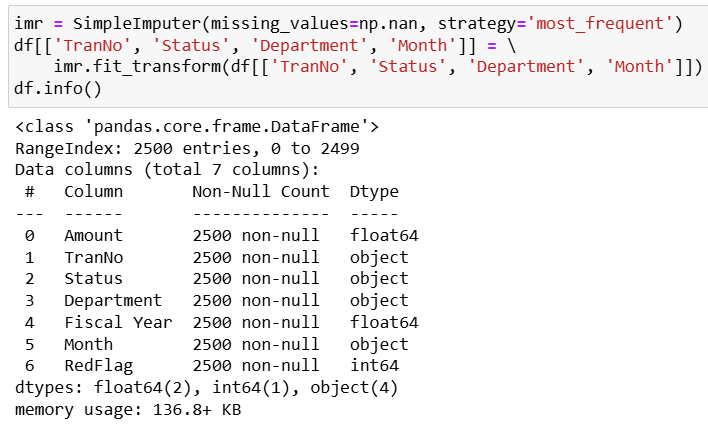 imr = SimpleImputer(missing_values=np.nan, strategy='most_frequent')
df[['TranNo', 'Status', 'Department', 'Month']] = \
    imr.fit_transform(df[['TranNo', 'Status', 'Department', 'Month']])
df.info()
<class 'pandas.core.frame.DataFrame'>
RangeIndex: 2500 entries, 0 to 2499
Data columns (total 7 columns):
 #   Column       Non-Null Count  Dtype
---  ------       --------------  -----
 0   Amount       2500 non-null   float64
 1   TranNo       2500 non-null   object
 2   Status       2500 non-null   object
 3   Department   2500 non-null   object
 4   Fiscal Year  2500 non-null   float64
 5   Month        2500 non-null   object
 6   RedFlag      2500 non-null   int64
dtypes: float64(2), int64(1), object(4)
memory usage: 136.8+ KB